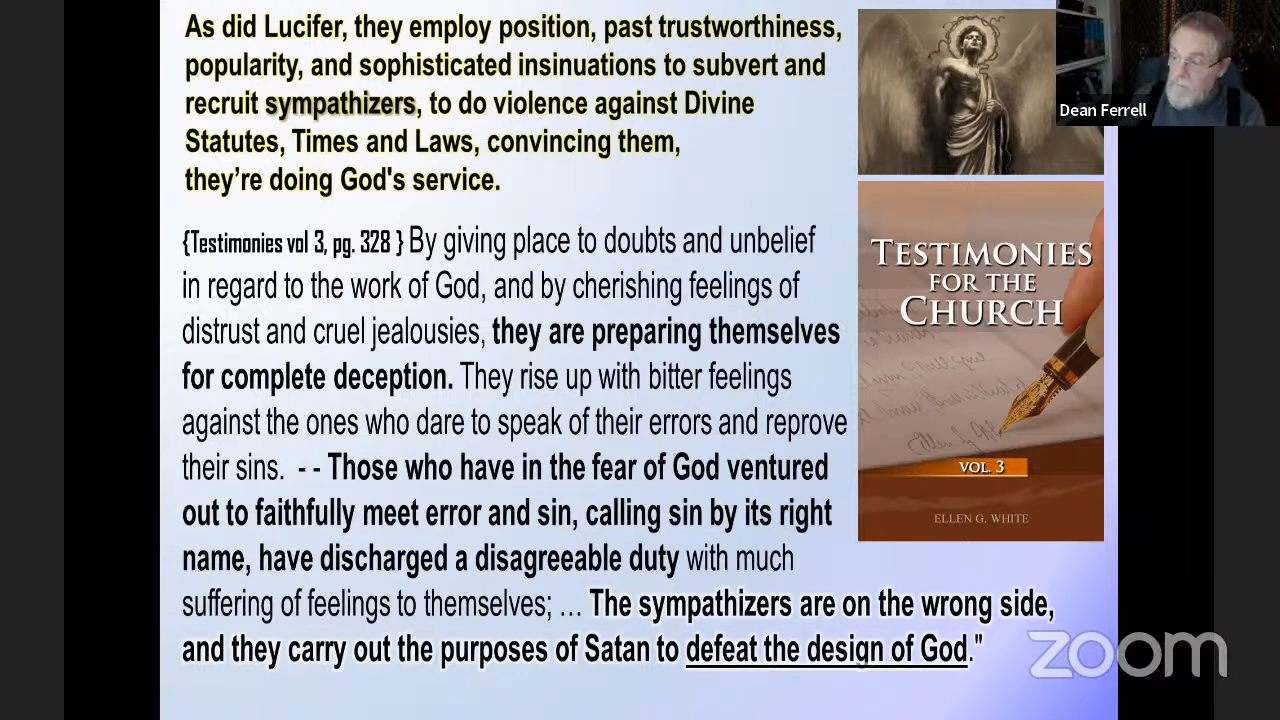 As did Lucifer, they employ position, past trustworthiness,
popularity, and sophisticated insinuations to subvert and
recruit sympathizers, to do violence against Divine
Statutes, Times and Laws, convincing them,
they’re doing God's service.
{Testimonies vol 3, pg. 328 } By giving place to doubts and unbelief
in regard to the work of God, and by cherishing feelings of
distrust and cruel jealousies, they are preparing themselves
for complete deception. They rise up with bitter feelings
against the ones who dare to speak of their errors and reprove
their sins. - - Those who have in the fear of God ventured
out to faithfully meet error and sin, calling sin by its right
name, have discharged a disagreeable duty with much
suffering of feelings to themselves; … The sympathizers are on the wrong side,
and they carry out the purposes of Satan to defeat the design of God."
Dean Ferrell
TESTIMONIES
FOR THE
CHURCH
VOL. 3
ELLEN G. WHITE
zoom